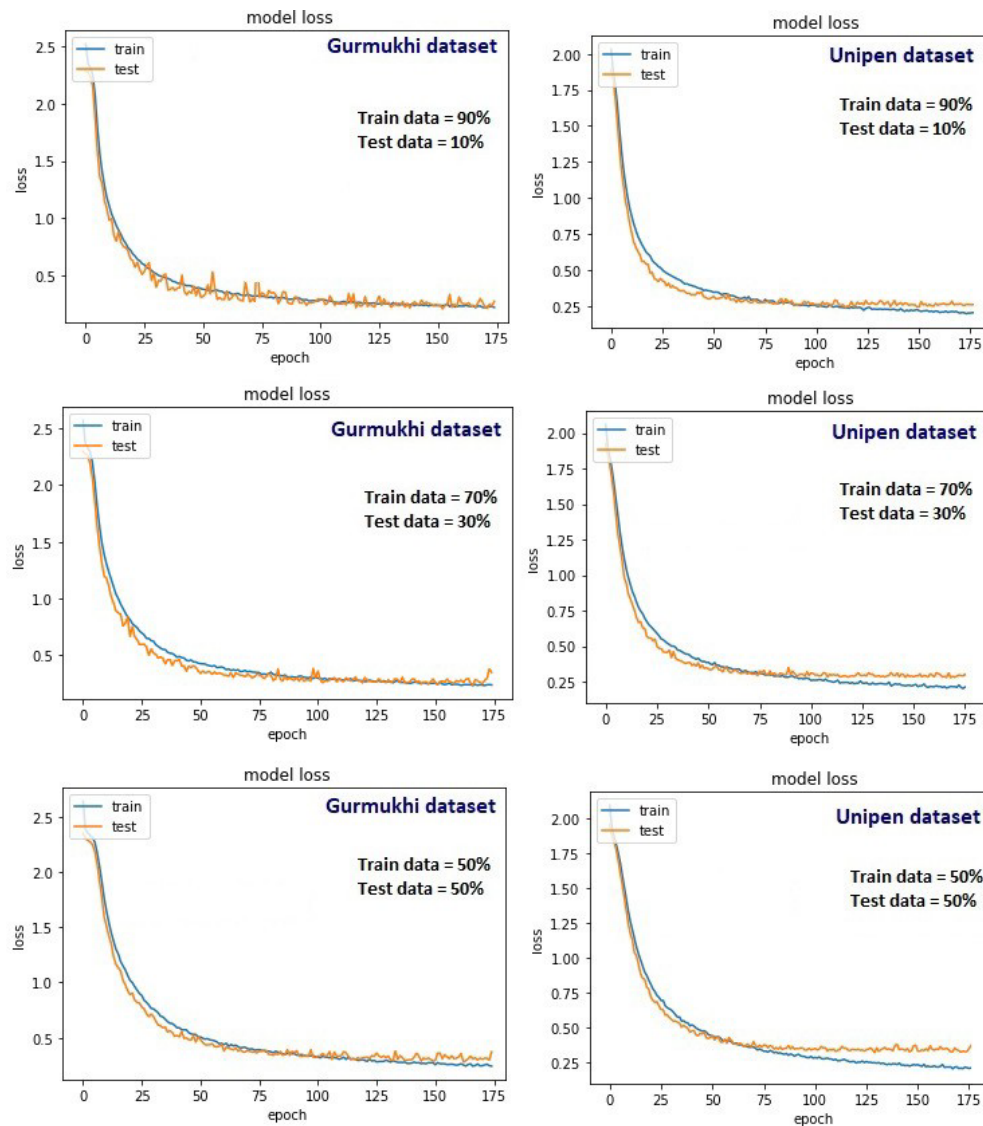 model loss
train
test
Gurmukhi dataset
Train data = 90%
Test data = 10%
loss
2.5
2.0
1.5
1.0
0.5
0 25 50 75 100 125 150 175
epoch
model loss
train
test
Unipen dataset
Train data = 90%
Test data = 10%
loss
2.00
1.75
1.50
1.25
1.00
0.75
0.50
0.25
0 25 50 75 100 125 150 175
epoch
model loss
train
test
Gurmukhi dataset
Train data = 70%
Test data = 30%
loss
2.5
2.0
1.5
1.0
0.5
0 25 50 75 100 125 150 175
epoch
model loss
train
test
Unipen dataset
Train data = 70%
Test data = 30%
loss
2.00
1.75
1.50
1.25
1.00
0.75
0.50
0.25
0 25 50 75 100 125 150 175
epoch
model loss
train
test
Gurmukhi dataset
Train data = 50%
Test data = 50%
loss
2.5
2.0
1.5
1.0
0.5
0 25 50 75 100 125 150 175
epoch
model loss
train
test
Unipen dataset
Train data = 50%
Test data = 50%
loss
2.00
1.75
1.50
1.25
1.00
0.75
0.50
0.25
0 25 50 75 100 125 150 175
epoch